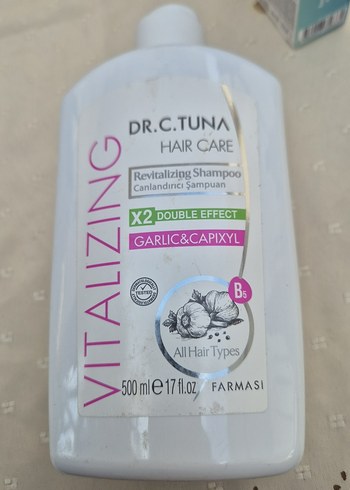 VITALIZING
DR.C.TUNA
HAIR CARE
Revitalizing Shampoo
Canlandırıcı Şampuan
X2 DOUBLE EFFECT
GARLIC&CAPIXYL
TESTED
B5
All Hair Types
500 ml e 17 fl.oz
FARMASi